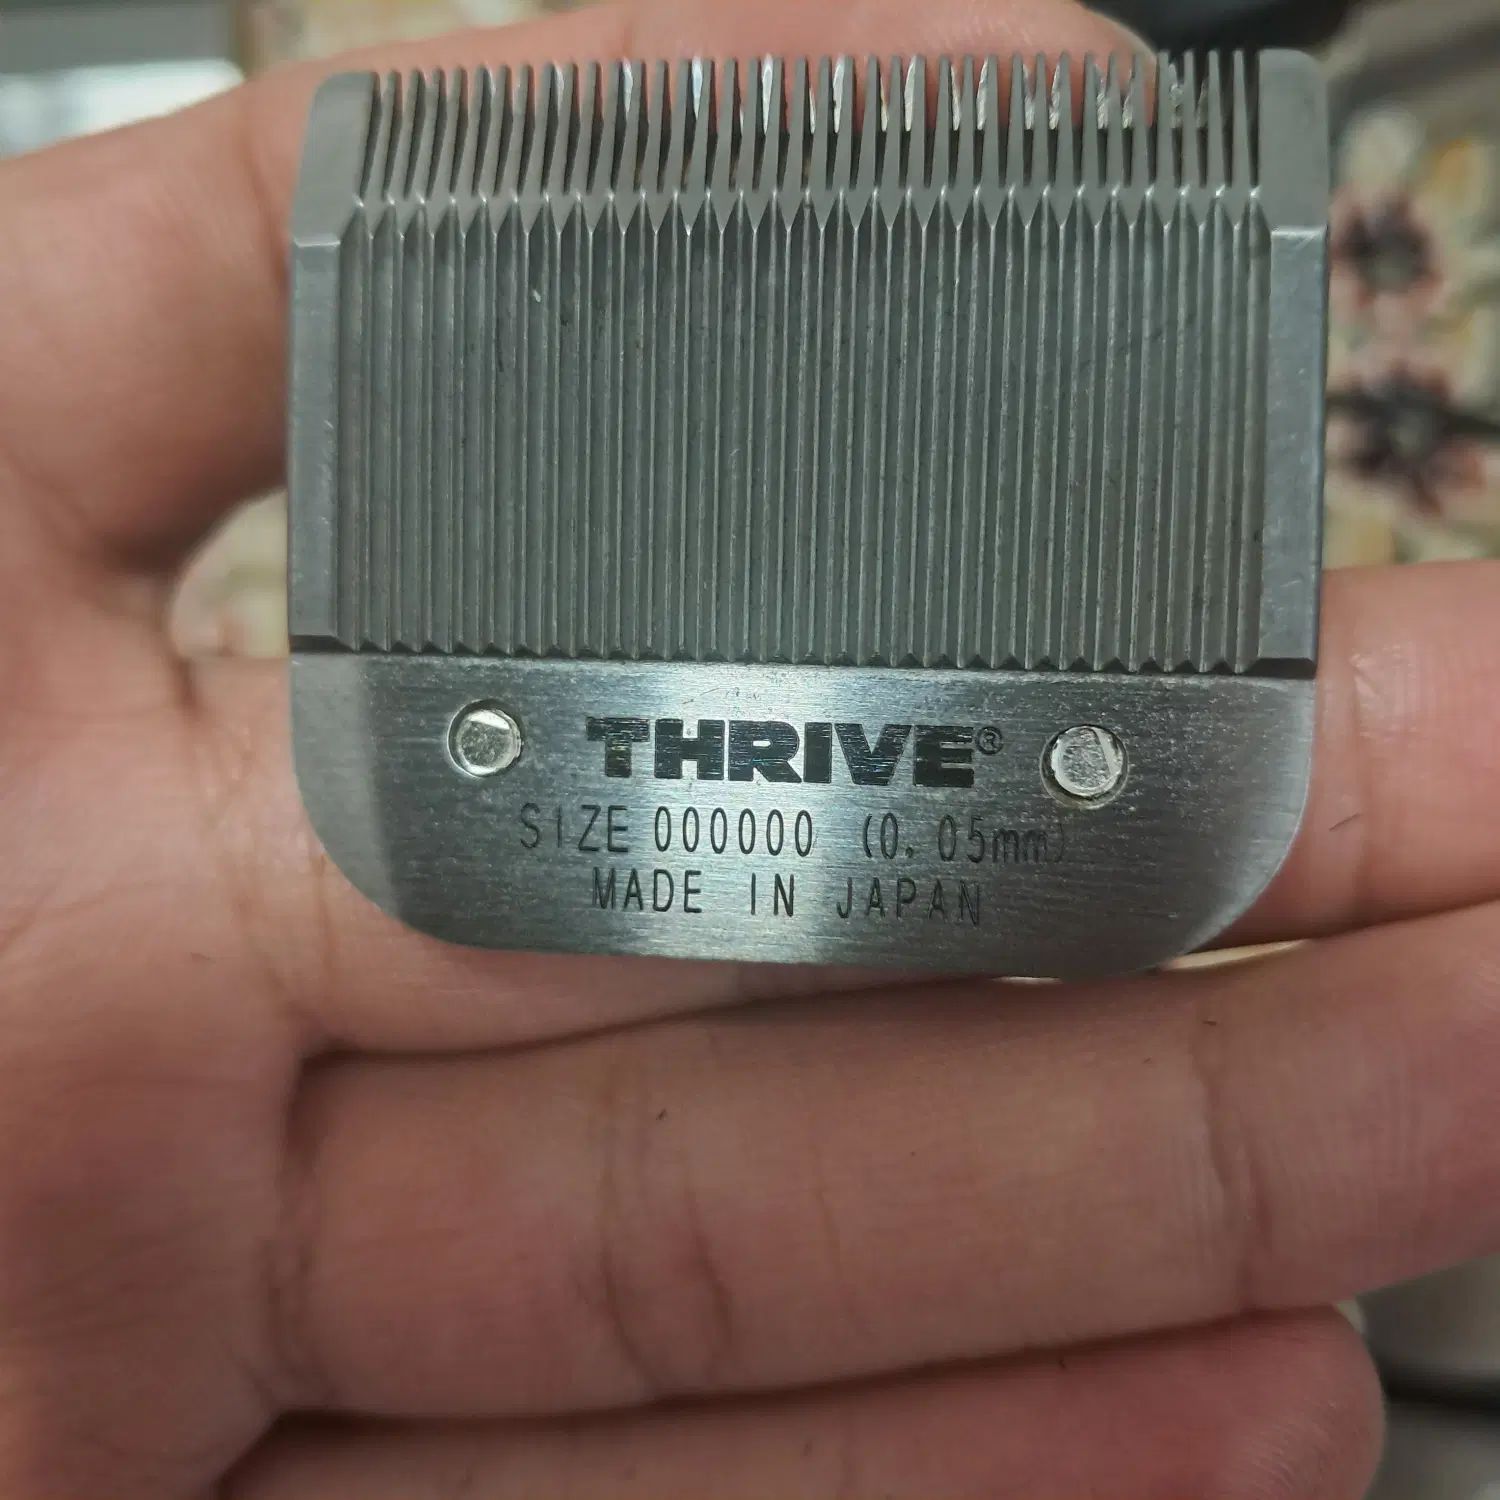 THRIVE®
SIZE 000000 (0.05mm)
MADE IN JAPAN